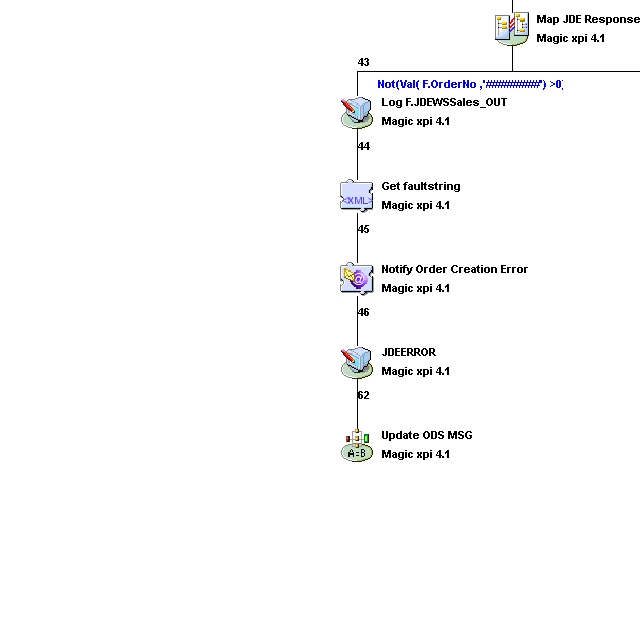 Map JDE Response
Magic xpi 4.1
43
Not(Val( F.OrderNo ,'##########') >0)
Log F.JDEWSSales_OUT
Magic xpi 4.1
44
<XML>
Get faultstring
Magic xpi 4.1
45
Notify Order Creation Error
Magic xpi 4.1
46
JDEERROR
Magic xpi 4.1
62
Update ODS MSG
A=B
Magic xpi 4.1